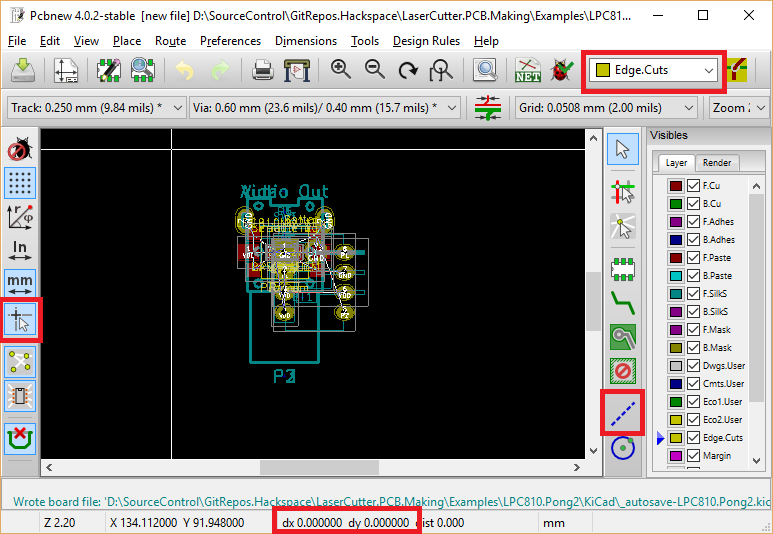 Pcbnew 4.0.2-stable [new file] D:\SourceControl\GitRepos.Hackspace\LaserCutter.PCB.Making\Examples\LPC81...
File Edit View Place Route Preferences Dimensions Tools Design Rules Help
NET Edge.Cuts
Track: 0.250 mm (9.84 mils) * Via: 0.60 mm (23.6 mils)/ 0.40 mm (15.7 mils) * Grid: 0.0508 mm (2.00 mils) Zoom 2
Visibles
Layer Render
F.Cu
B.Cu
F.Adhes
B.Adhes
F.Paste
B.Paste
F.SilkS
B.SilkS
F.Mask
B.Mask
Dwgs.User
Cmts.User
Eco1.User
Eco2.User
Edge.Cuts
Margin
In
mm
Out
GND
Wrote board file: 'D:\SourceControl\GitRepos.Hackspace\LaserCutter.PCB.Making\Examples\LPC810.Pong2\KiCad\_autosave-LPC810.Pong2.kic
Z 2.20 X 134.112000 Y 91.948000 dx 0.000000 dy 0.000000 dist 0.000 mm